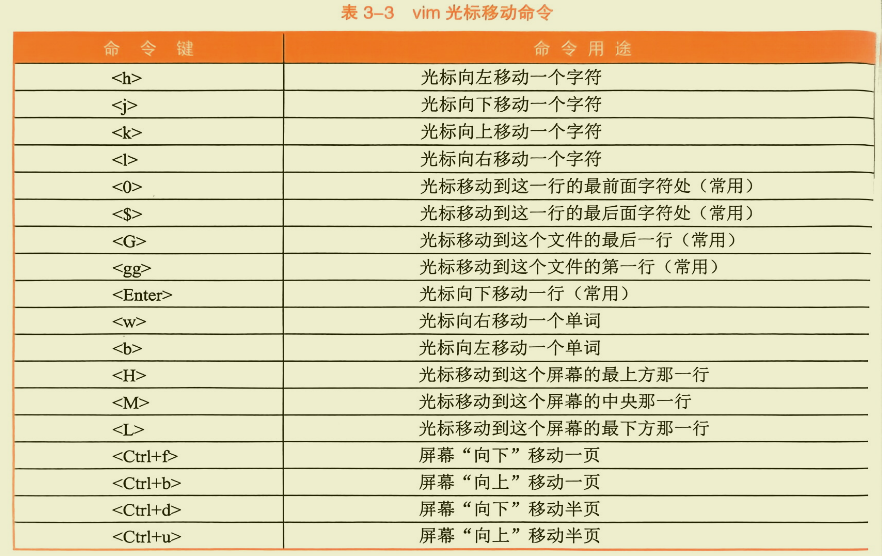 表 3-3 vim 光标移动命令
命 令 键 命 令 用 途
<h> 光标向左移动一个字符
<j> 光标向下移动一个字符
<k> 光标向上移动一个字符
<l> 光标向右移动一个字符
<0> 光标移动到这一行的最前面字符处（常用）
<$> 光标移动到这一行的最后面字符处（常用）
<G> 光标移动到这个文件的最后一行（常用）
<gg> 光标移动到这个文件的第一行（常用）
<Enter> 光标向下移动一行（常用）
<w> 光标向右移动一个单词
<b> 光标向左移动一个单词
<H> 光标移动到这个屏幕的最上方那一行
<M> 光标移动到这个屏幕的中央那一行
<L> 光标移动到这个屏幕的最下方那一行
<Ctrl+f> 屏幕“向下”移动一页
<Ctrl+b> 屏幕“向上”移动一页
<Ctrl+d> 屏幕“向下”移动半页
<Ctrl+u> 屏幕“向上”移动半页